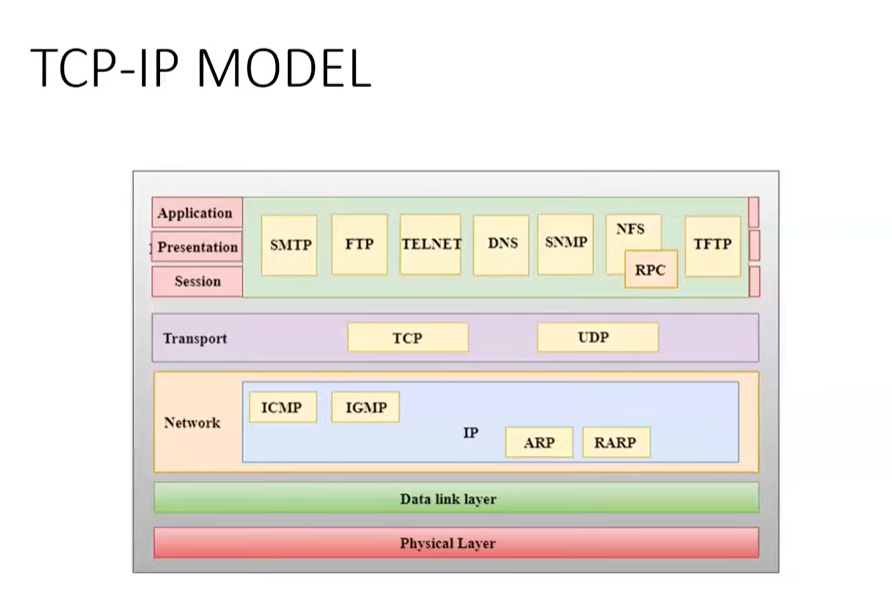 TCP-IP MODEL
Application
Presentation
Session
SMTP
FTP
TELNET
DNS
SNMP
NFS
RPC
TFTP
Transport
TCP
UDP
Network
ICMP
IGMP
IP
ARP
RARP
Data link layer
Physical Layer